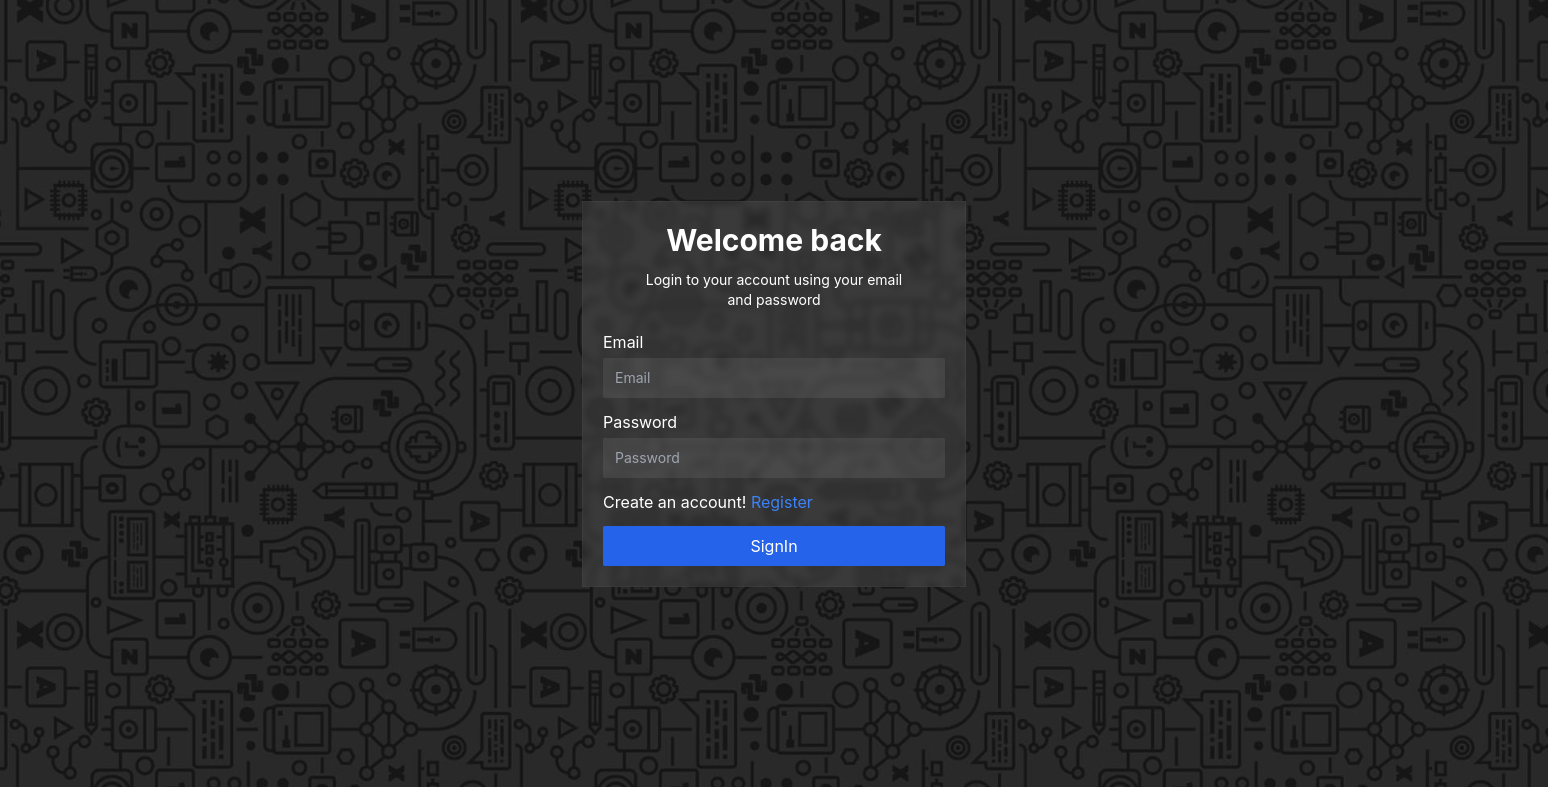 Welcome back
Login to your account using your email
and password
Email
Email
Password
Password
Create an account! Register
SignIn